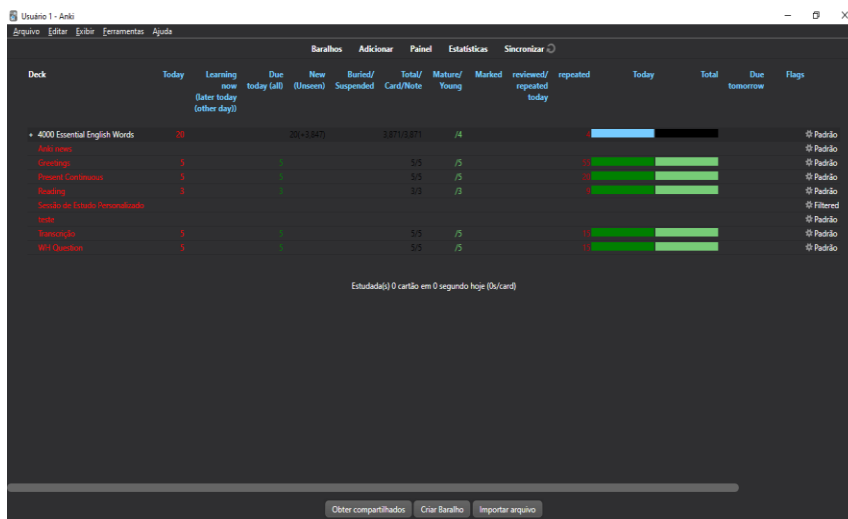 Usuário 1 - Anki
Arquivo Editar Exibir Ferramentas Ajuda
Baralhos Adicionar Painel Estatísticas Sincronizar
Deck Today Learning now (later today (other day)) Due today (all) New (Unseen) Buried/ Suspended Total/ Card/Note Mature/ Young Marked reviewed/ repeated today repeated Today Total Due tomorrow Flags
+ 4000 Essential English Words 20 20(+3,847) 3,871/3,871 /4 Padrão
Anki news Padrão
Greetings 5 5 5/5 /5 Padrão
Present Continuous 5 5 5/5 /5 Padrão
Reading 3 3 3/3 /3 Padrão
Sessão de Estudo Personalizado Filtered
teste Padrão
Transcrição 5 5 5/5 /5 Padrão
WH Question 5 5 5/5 /5 Padrão
Estudada(s) 0 cartão em 0 segundo hoje (0s/card)
Obter compartilhados Criar Baralho Importar arquivo